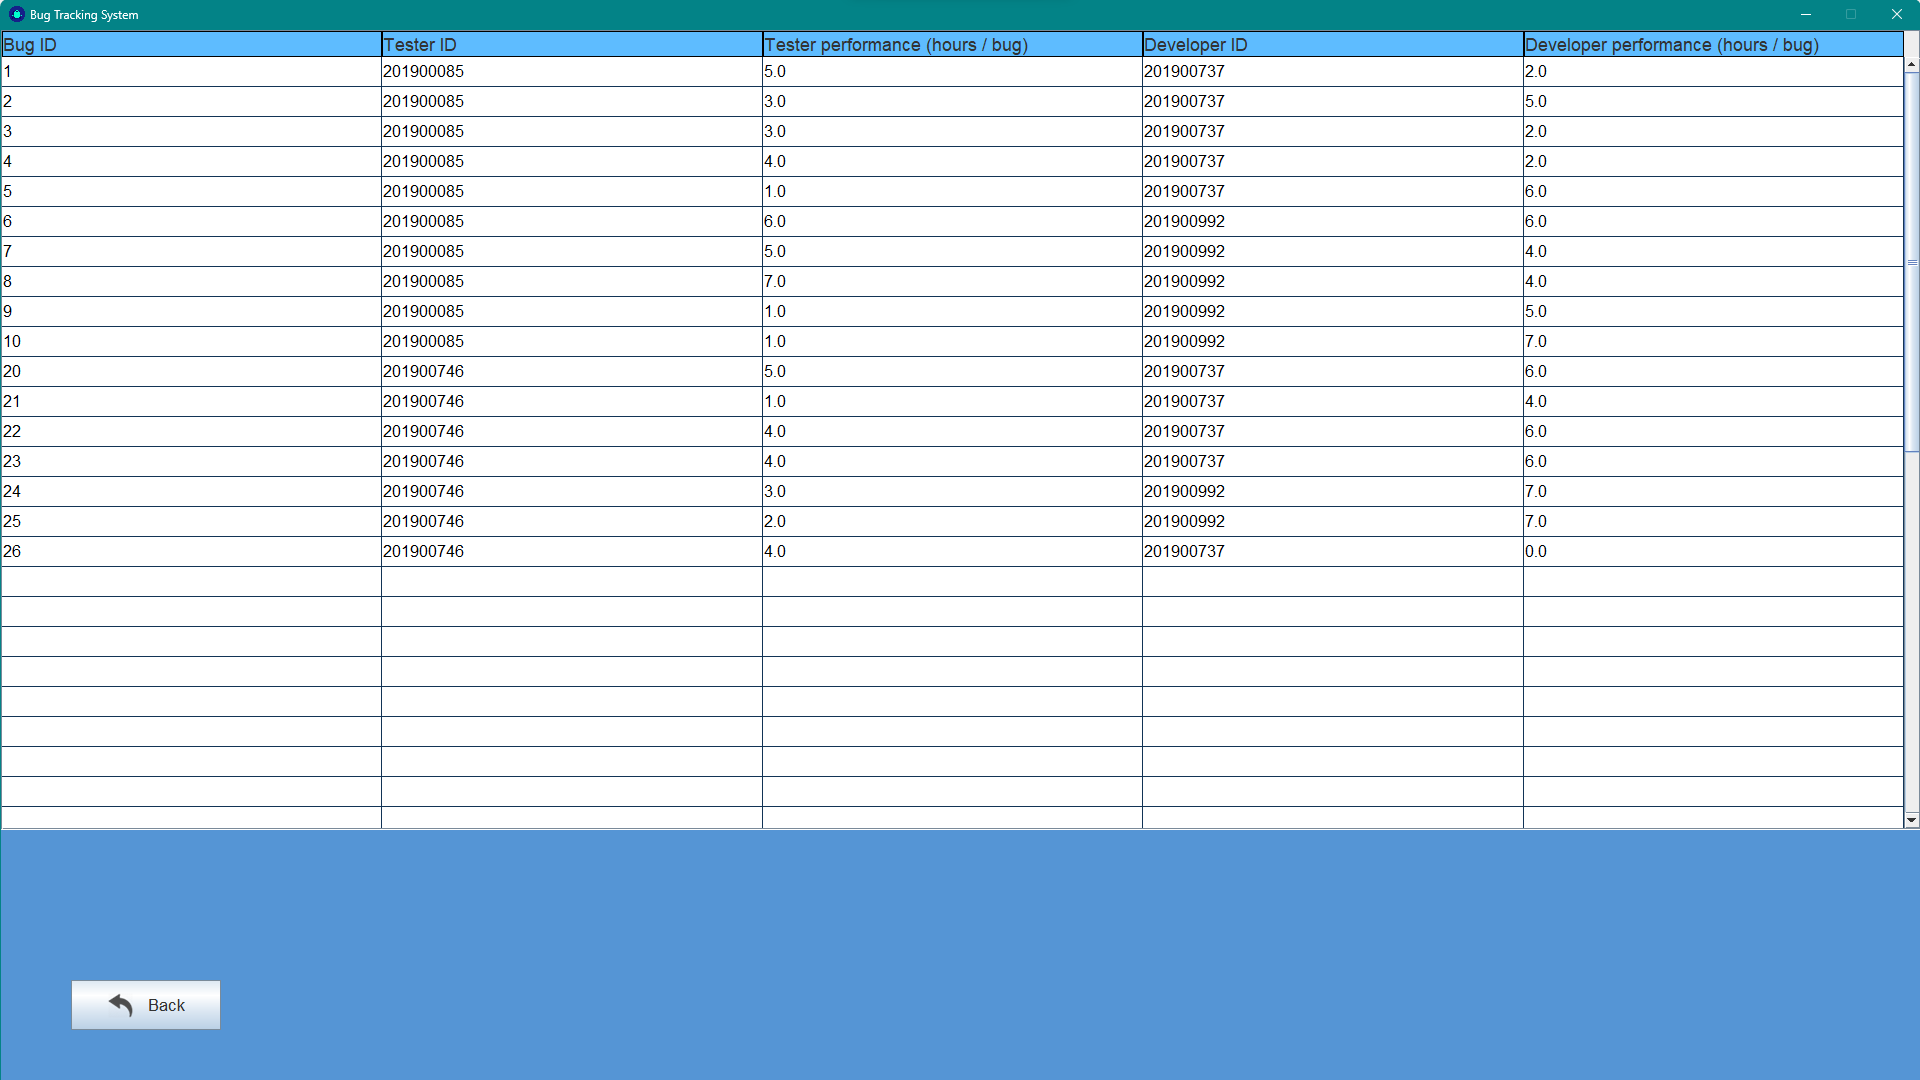 Bug Tracking System
Bug ID Tester ID Tester performance (hours / bug) Developer ID Developer performance (hours / bug)
1 201900085 5.0 201900737 2.0
2 201900085 3.0 201900737 5.0
3 201900085 3.0 201900737 2.0
4 201900085 4.0 201900737 2.0
5 201900085 1.0 201900737 6.0
6 201900085 6.0 201900992 6.0
7 201900085 5.0 201900992 4.0
8 201900085 7.0 201900992 4.0
9 201900085 1.0 201900992 5.0
10 201900085 1.0 201900992 7.0
20 201900746 5.0 201900737 6.0
21 201900746 1.0 201900737 4.0
22 201900746 4.0 201900737 6.0
23 201900746 4.0 201900737 6.0
24 201900746 3.0 201900992 7.0
25 201900746 2.0 201900992 7.0
26 201900746 4.0 201900737 0.0
Back